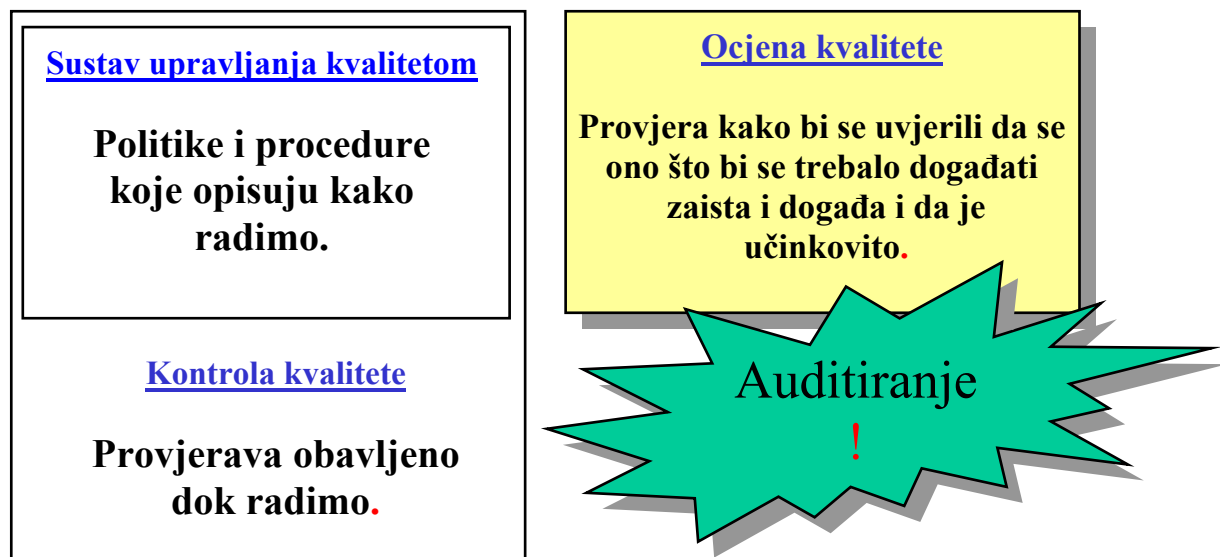 Sustav upravljanja kvalitetom
Politike i procedure
koje opisuju kako
radimo.
Kontrola kvalitete
Provjerava obavljeno
dok radimo.
Ocjena kvalitete
Provjera kako bi se uvjerili da se
ono što bi se trebalo događati
zaista i događa i da je
učinkovito.
Auditiranje
!